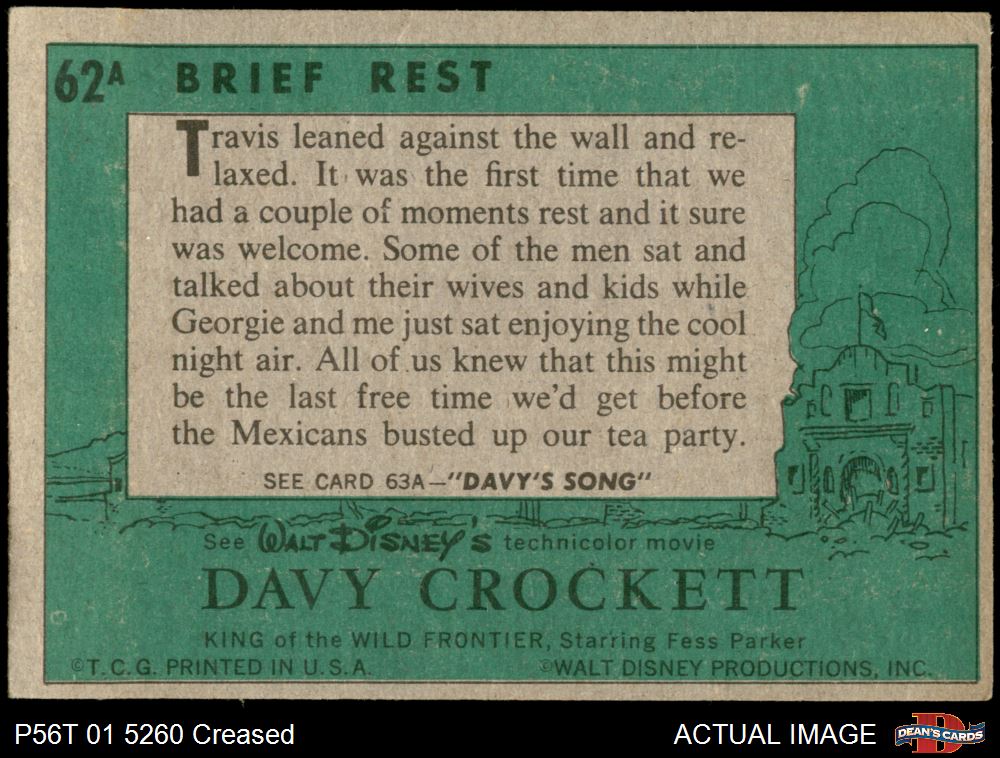 62A BRIEF REST
Travis leaned against the wall and re-
laxed. It was the first time that we
had a couple of moments rest and it sure
was welcome. Some of the men sat and
talked about their wives and kids while
Georgie and me just sat enjoying the cool
night air. All of us knew that this might
be the last free time we'd get before
the Mexicans busted up our tea party.
SEE CARD 63A—"DAVY'S SONG"
See WALT DISNEY'S technicolor movie
DAVY CROCKETT
KING of the WILD FRONTIER, Starring Fess Parker
©T.C.G. PRINTED IN U.S.A. ©WALT DISNEY PRODUCTIONS, INC.
P56T 01 5260 Creased ACTUAL IMAGE D DEAN'S CARDS